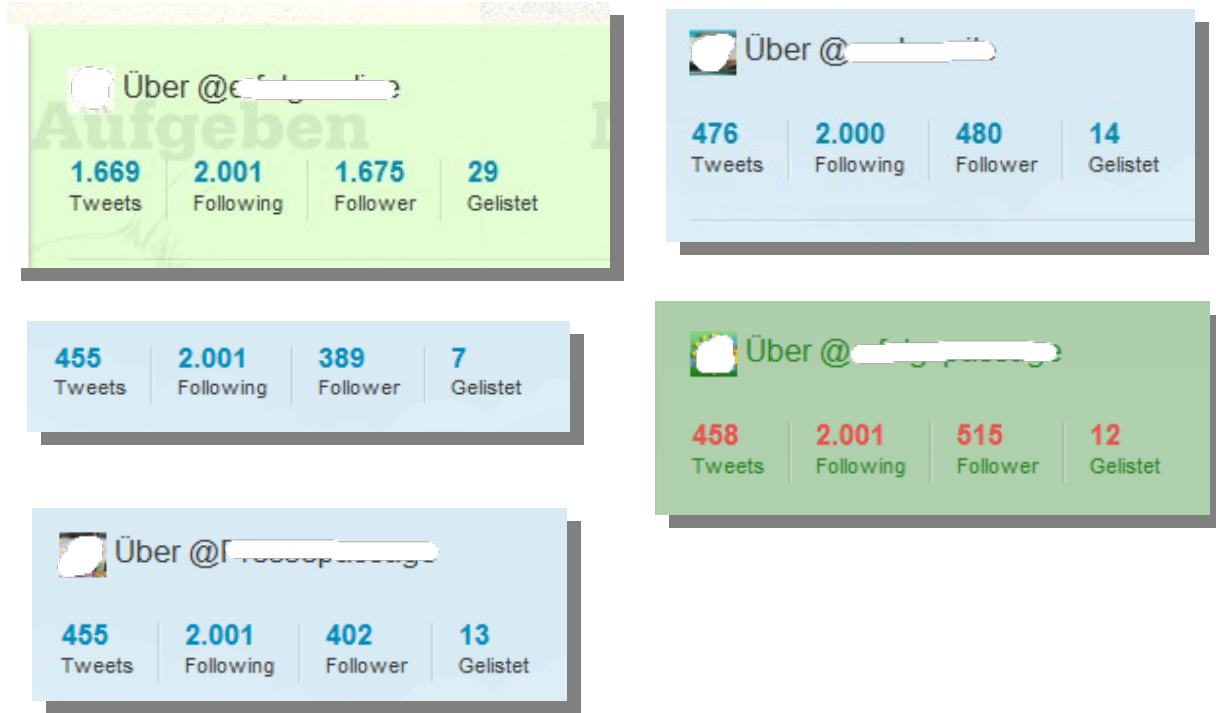 Über @
Aufgeben
1.669 2.001 1.675 29
Tweets Following Follower Gelistet
Über @
476 2.000 480 14
Tweets Following Follower Gelistet
455 2.001 389 7
Tweets Following Follower Gelistet
Über @
458 2.001 515 12
Tweets Following Follower Gelistet
Über @
455 2.001 402 13
Tweets Following Follower Gelistet